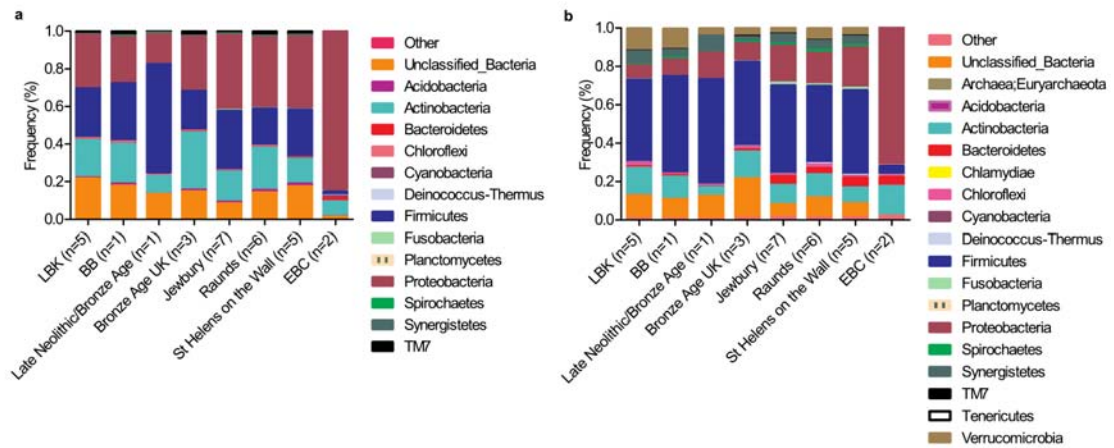 a
Frequency (%)
1.0
0.8
0.6
0.4
0.2
0.0
LBK (n=5)
BB (n=1)
Late Neolithic/Bronze Age (n=1)
Bronze Age UK (n=3)
Jewbury (n=7)
Raunds (n=6)
St Helens on the Wall (n=5)
EBC (n=2)
Other
Unclassified_Bacteria
Acidobacteria
Actinobacteria
Bacteroidetes
Chloroflexi
Cyanobacteria
Deinococcus-Thermus
Firmicutes
Fusobacteria
Planctomycetes
Proteobacteria
Spirochaetes
Synergistetes
TM7
b
Frequency (%)
1.0
0.8
0.6
0.4
0.2
0.0
LBK (n=5)
BB (n=1)
Late Neolithic/Bronze Age (n=1)
Bronze Age UK (n=3)
Jewbury (n=7)
Raunds (n=6)
St Helens on the Wall (n=5)
EBC (n=2)
Other
Unclassified_Bacteria
Archaea;Euryarchaeota
Acidobacteria
Actinobacteria
Bacteroidetes
Chlamydiae
Chloroflexi
Cyanobacteria
Deinococcus-Thermus
Firmicutes
Fusobacteria
Planctomycetes
Proteobacteria
Spirochaetes
Synergistetes
TM7
Tenericutes
Verrucomicrobia